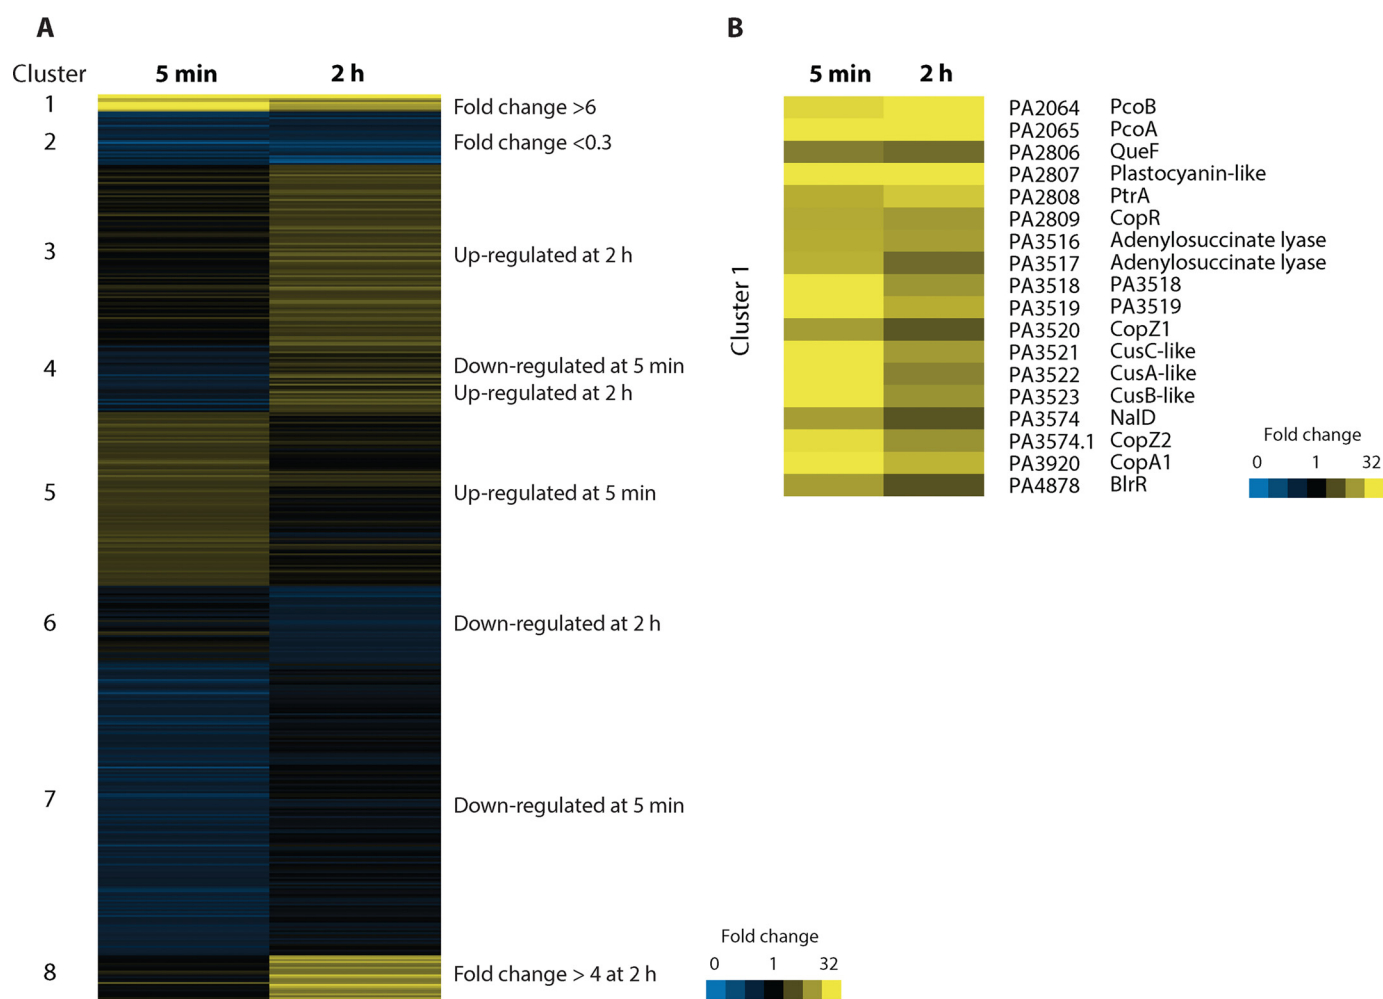 A
Cluster 5 min 2 h
1 Fold change >6
2 Fold change <0.3
3 Up-regulated at 2 h
4 Down-regulated at 5 min
Up-regulated at 2 h
5 Up-regulated at 5 min
6 Down-regulated at 2 h
7 Down-regulated at 5 min
8 Fold change > 4 at 2 h
Fold change
0 1 32
B
5 min 2 h
Cluster 1
PA2064 PcoB
PA2065 PcoA
PA2806 QueF
PA2807 Plastocyanin-like
PA2808 PtrA
PA2809 CopR
PA3516 Adenylosuccinate lyase
PA3517 Adenylosuccinate lyase
PA3518 PA3518
PA3519 PA3519
PA3520 CopZ1
PA3521 CusC-like
PA3522 CusA-like
PA3523 CusB-like
PA3574 NalD
PA3574.1 CopZ2
PA3920 CopA1
PA4878 BlrR
Fold change
0 1 32